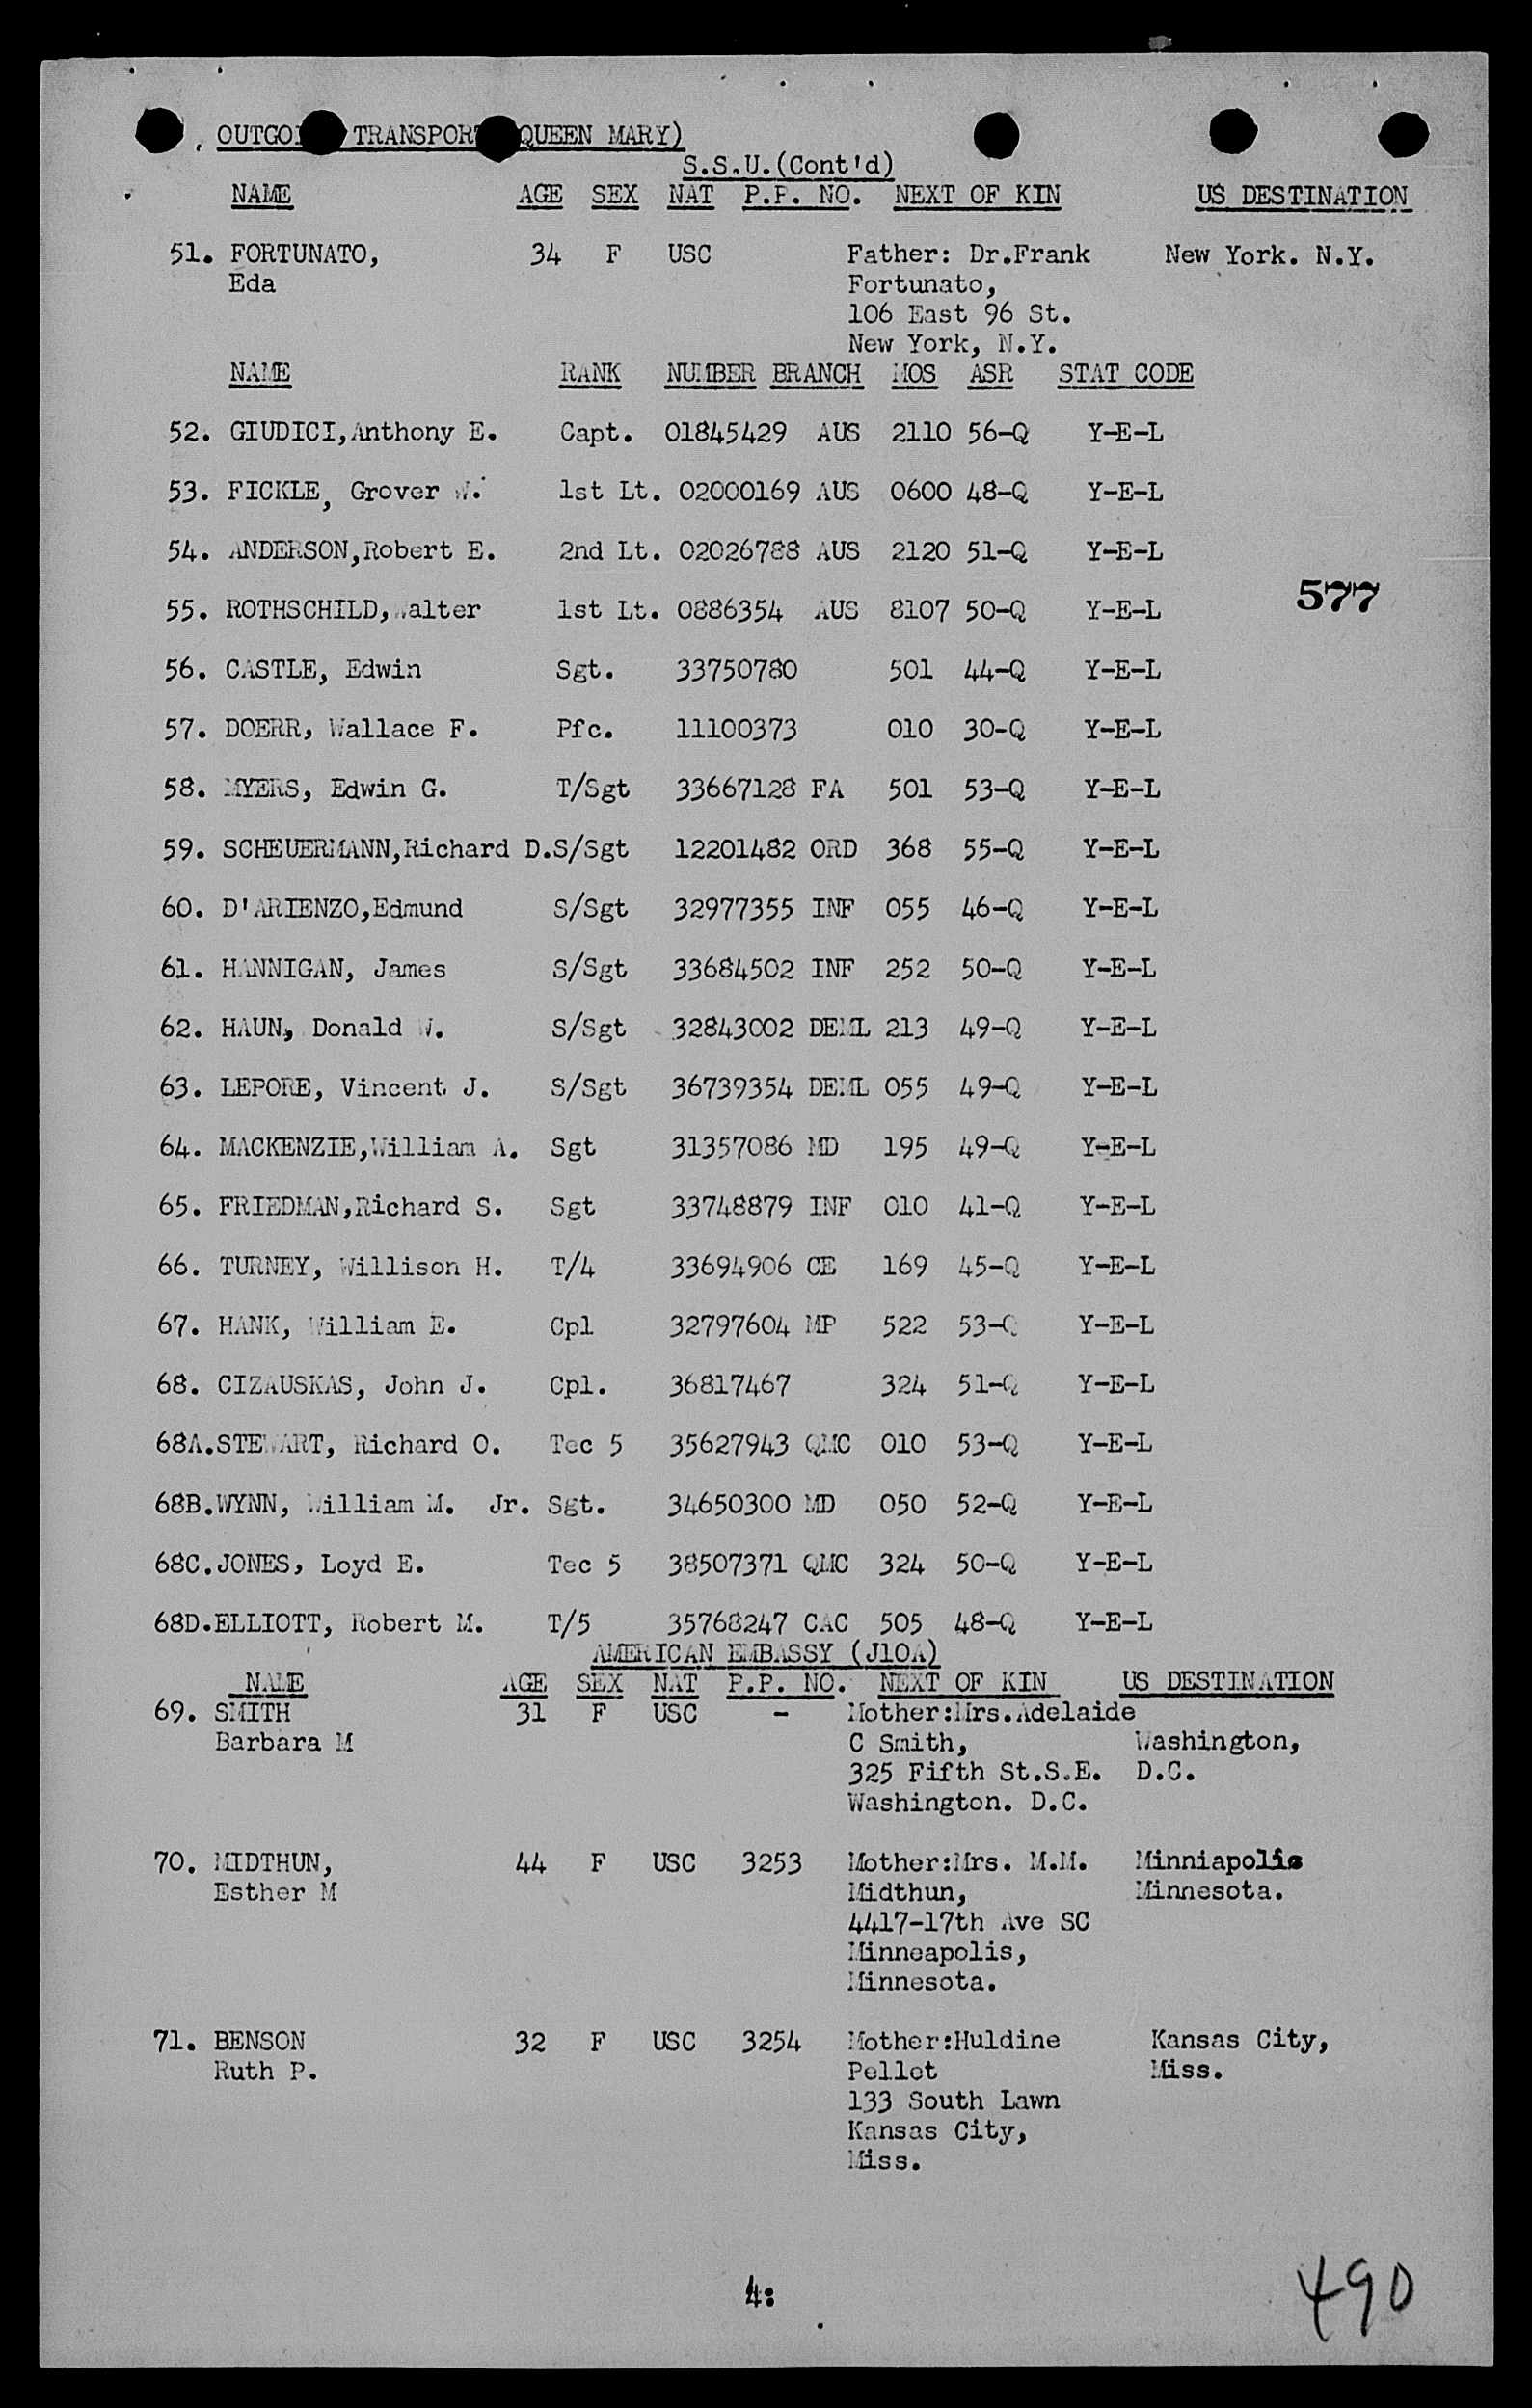 OUTGOI TRANSPORT QUEEN MARY)
S.S.U.(Cont'd)
NAME AGE SEX NAT P.P. NO. NEXT OF KIN US DESTINATION
51. FORTUNATO, 34 F USC Father: Dr.Frank New York. N.Y.
Eda Fortunato,
106 East 96 St.
New York, N.Y.
NAME RANK NUMBER BRANCH MOS ASR STAT CODE
52. GIUDICI,Anthony E. Capt. 01845429 AUS 2110 56-Q Y-E-L
53. FICKLE, Grover W. 1st Lt. 02000169 AUS 0600 48-Q Y-E-L
54. ANDERSON,Robert E. 2nd Lt. 02026788 AUS 2120 51-Q Y-E-L
577
55. ROTHSCHILD,Walter 1st Lt. 0886354 AUS 8107 50-Q Y-E-L
56. CASTLE, Edwin Sgt. 33750780 501 44-Q Y-E-L
57. DOERR, Wallace F. Pfc. 11100373 010 30-Q Y-E-L
58. MYERS, Edwin G. T/Sgt 33667128 FA 501 53-Q Y-E-L
59. SCHEUERMANN,Richard D.S/Sgt 12201482 ORD 368 55-Q Y-E-L
60. D'ARIENZO,Edmund S/Sgt 32977355 INF 055 46-Q Y-E-L
61. HANNIGAN, James S/Sgt 33684502 INF 252 50-Q Y-E-L
62. HAUN, Donald W. S/Sgt 32843002 DEML 213 49-Q Y-E-L
63. LEPORE, Vincent J. S/Sgt 36739354 DEML 055 49-Q Y-E-L
64. MACKENZIE,William A. Sgt 31357086 MD 195 49-Q Y-E-L
65. FRIEDMAN,Richard S. Sgt 33748879 INF 010 41-Q Y-E-L
66. TURNEY, Willison H. T/4 33694906 CE 169 45-Q Y-E-L
67. HANK, William E. Cpl 32797604 MP 522 53-Q Y-E-L
68. CIZAUSKAS, John J. Cpl. 36817467 324 51-Q Y-E-L
68A.STEWART, Richard O. Tec 5 35627943 QMC 010 53-Q Y-E-L
68B.WYNN, William M. Jr. Sgt. 34650300 MD 050 52-Q Y-E-L
68C.JONES, Loyd E. Tec 5 38507371 QMC 324 50-Q Y-E-L
68D.ELLIOTT, Robert M. T/5 35768247 CAC 505 48-Q Y-E-L
AMERICAN EMBASSY (J10A)
NAME AGE SEX NAT P.P. NO. NEXT OF KIN US DESTINATION
69. SMITH 31 F USC - Mother:Mrs.Adelaide
Barbara M C Smith, Washington,
325 Fifth St.S.E. D.C.
Washington. D.C.
70. MIDTHUN, 44 F USC 3253 Mother:Mrs. M.M. Minniapolis
Esther M Midthun, Minnesota.
4417-17th Ave SC
Minneapolis,
Minnesota.
71. BENSON 32 F USC 3254 Mother:Huldine Kansas City,
Ruth P. Pellet Miss.
133 South Lawn
Kansas City,
Miss.
4:
490